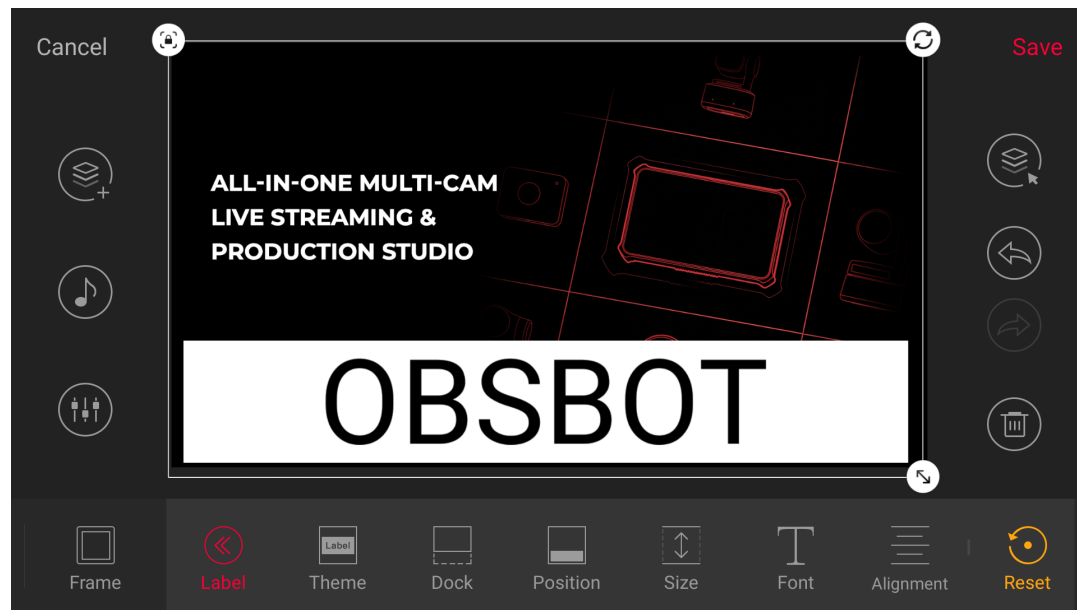 Cancel
Save
ALL-IN-ONE MULTI-CAM
LIVE STREAMING &
PRODUCTION STUDIO
OBSBOT
Label
Frame
Label
Theme
Dock
Position
Size
Font
Alignment
Reset